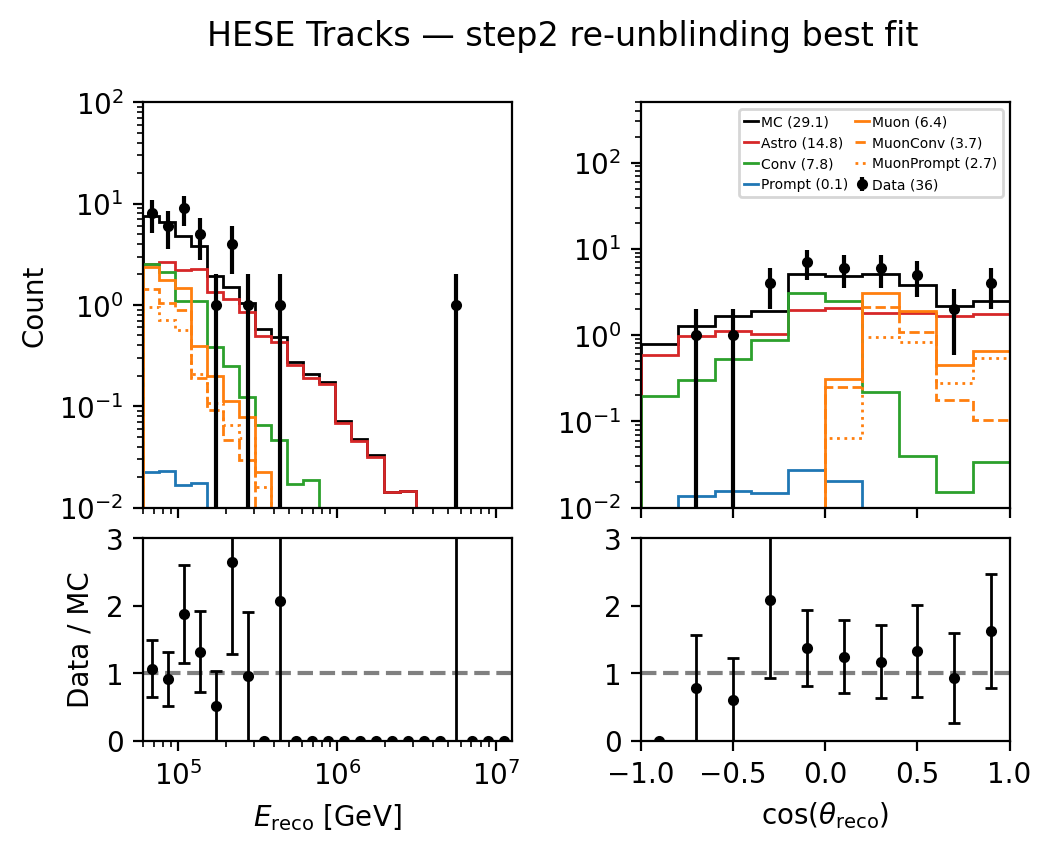 HESE Tracks — step2 re-unblinding best fit
10²
10¹
10⁰
10⁻¹
10⁻²
Count
10²
10¹
10⁰
10⁻¹
10⁻²
MC (29.1)
Astro (14.8)
Conv (7.8)
Prompt (0.1)
Muon (6.4)
MuonConv (3.7)
MuonPrompt (2.7)
Data (36)
3
2
1
0
Data / MC
10⁵ 10⁶ 10⁷
E_reco [GeV]
3
2
1
0
−1.0 −0.5 0.0 0.5 1.0
cos(θ_reco)